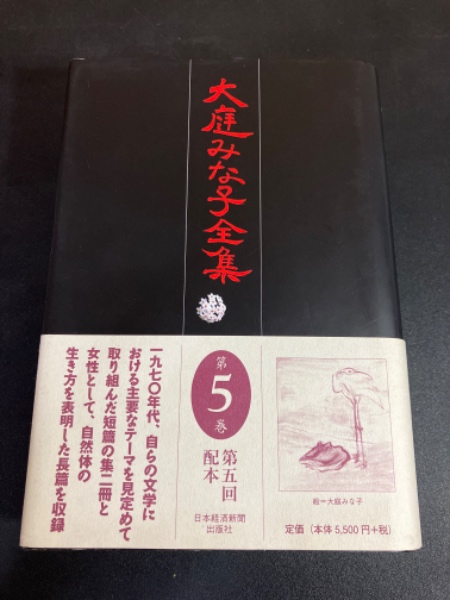 大庭みな子全集
一九七〇年代、自らの文学に
おける主要なテーマを見定めて
取り組んだ短篇の集二冊と
女性として、自然体の
生き方を表明した長篇を収録
第
5
巻
第五回
配本
日本経済新聞
出版社
絵=大庭みな子
定価（本体5,500円+税）